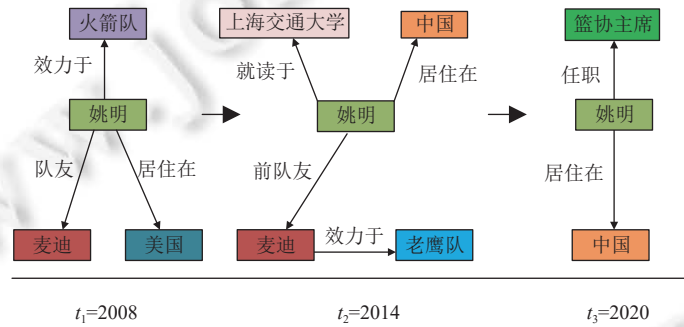 火箭队
上海交通大学
中国
篮协主席
效力于
就读于
居住在
任职
姚明
姚明
姚明
队友
居住在
前队友
居住在
麦迪
美国
麦迪
效力于
老鹰队
中国
t₁=2008
t₂=2014
t₃=2020